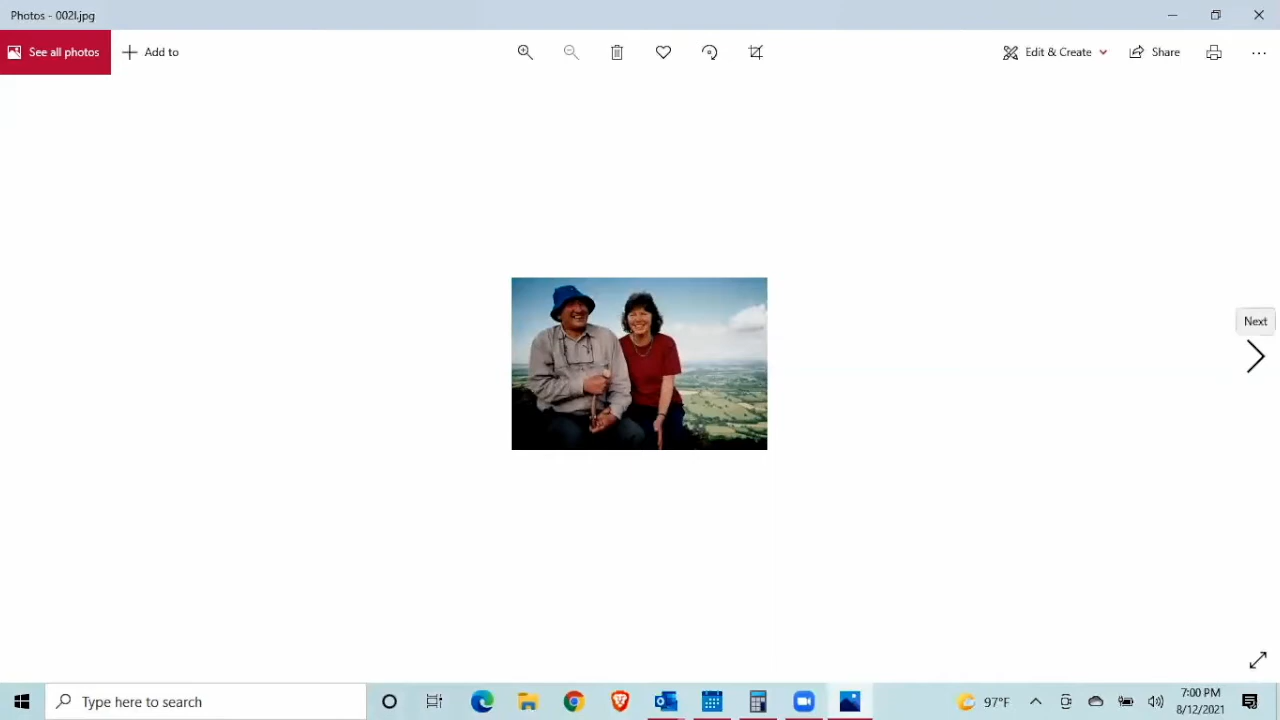 Photos - 002l.jpg
See all photos
Add to
Edit & Create
Share
Next
Type here to search
97°F
7:00 PM
8/12/2021